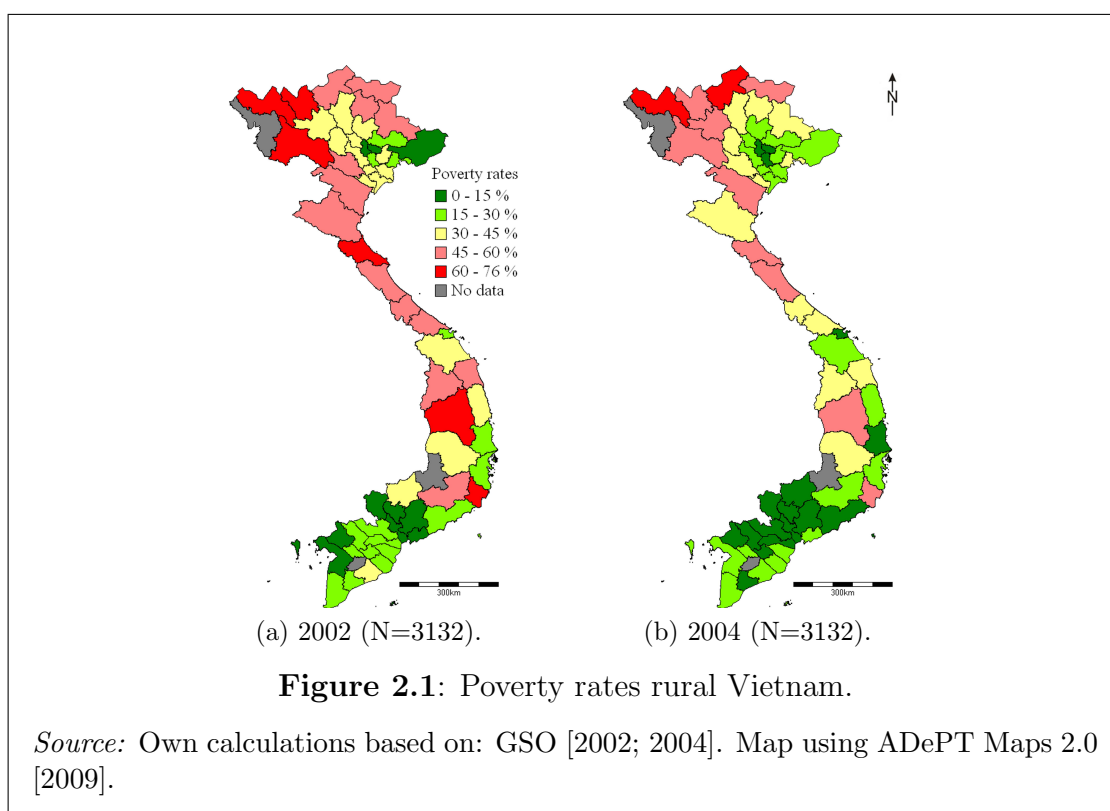 N
Poverty rates
0 - 15 %
15 - 30 %
30 - 45 %
45 - 60 %
60 - 76 %
No data
300km
300km
(a) 2002 (N=3132).
(b) 2004 (N=3132).
Figure 2.1: Poverty rates rural Vietnam.
Source: Own calculations based on: GSO [2002; 2004]. Map using ADePT Maps 2.0
[2009].